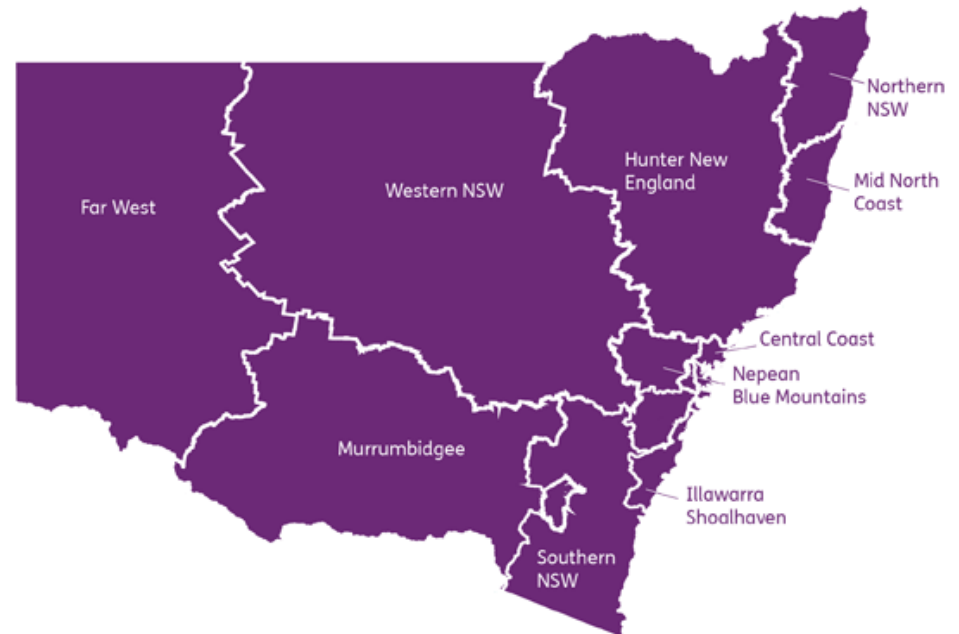 Northern
NSW
Hunter New
England
Mid North
Coast
Western NSW
Far West
Central Coast
Nepean
Blue Mountains
Murrumbidgee
Illawarra
Shoalhaven
Southern
NSW